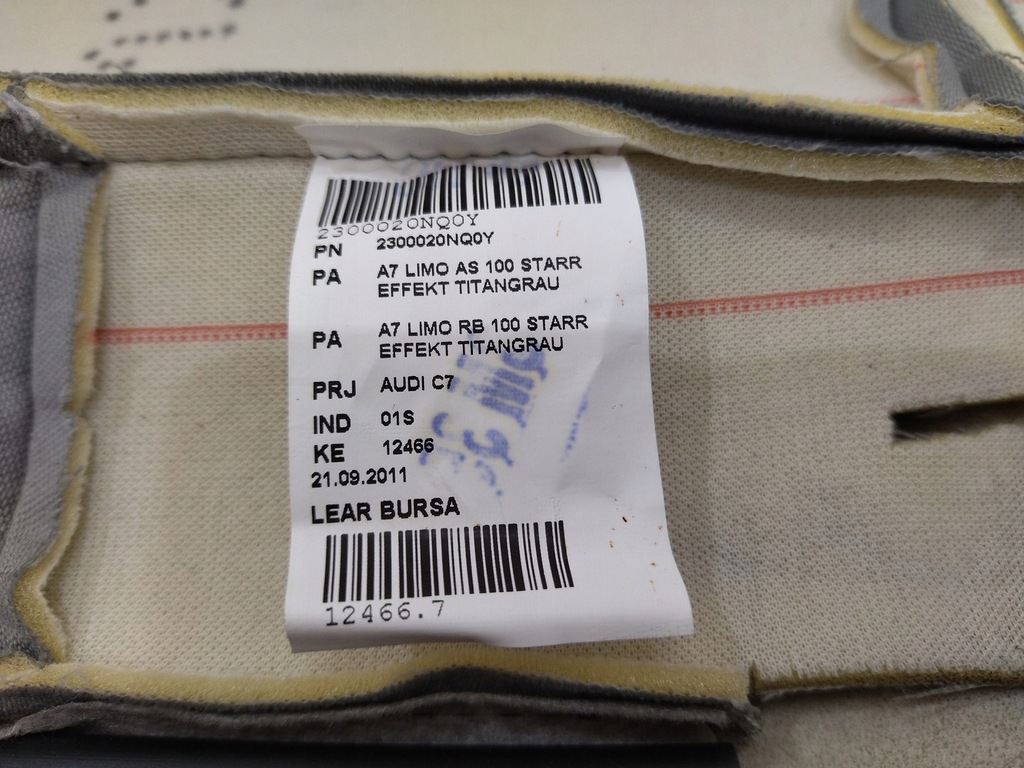 2300020NQ0Y
PN 2300020NQ0Y
PA A7 LIMO AS 100 STARR
EFFEKT TITANGRAU
PA A7 LIMO RB 100 STARR
EFFEKT TITANGRAU
PRJ AUDI C7
IND 01S
KE 12466
21.09.2011
LEAR BURSA
12466.7